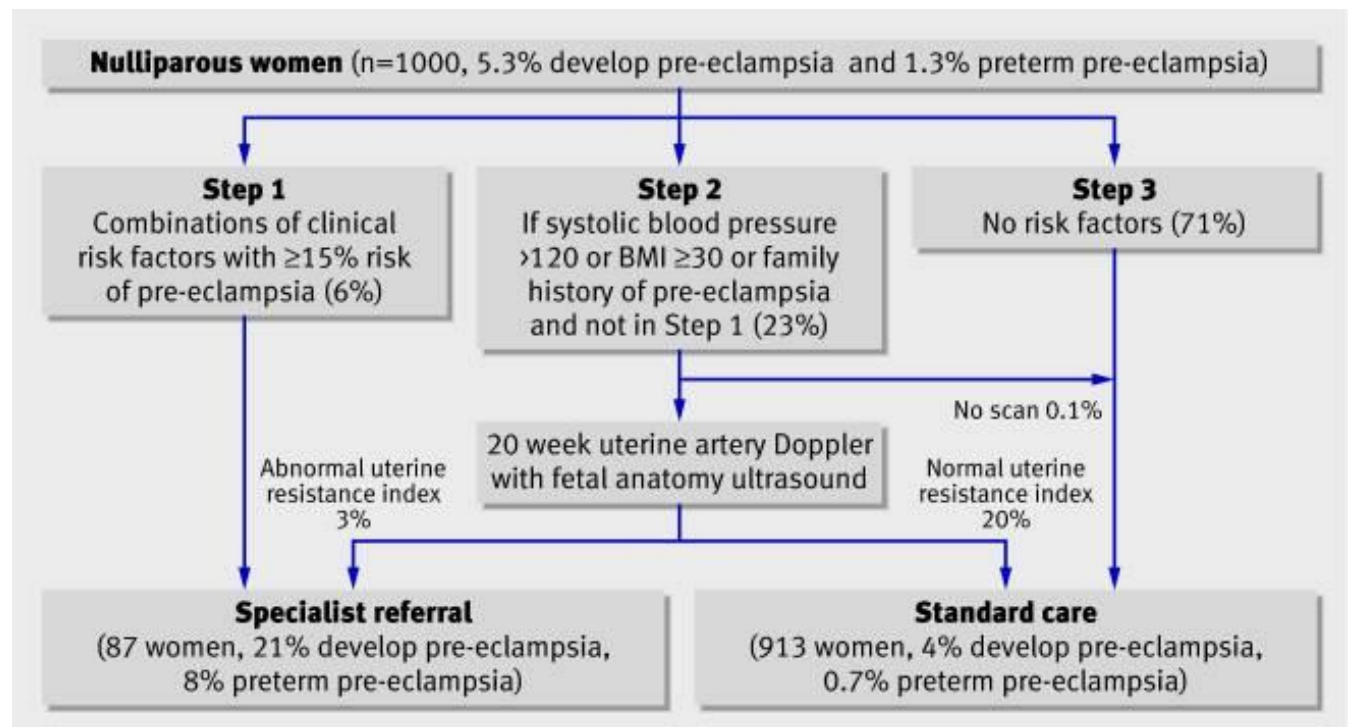 Nulliparous women (n=1000, 5.3% develop pre-eclampsia and 1.3% preterm pre-eclampsia)
Step 1
Combinations of clinical
risk factors with ≥15% risk
of pre-eclampsia (6%)
Step 2
If systolic blood pressure
>120 or BMI ≥30 or family
history of pre-eclampsia
and not in Step 1 (23%)
Step 3
No risk factors (71%)
No scan 0.1%
20 week uterine artery Doppler
with fetal anatomy ultrasound
Abnormal uterine
resistance index
3%
Normal uterine
resistance index
20%
Specialist referral
(87 women, 21% develop pre-eclampsia,
8% preterm pre-eclampsia)
Standard care
(913 women, 4% develop pre-eclampsia,
0.7% preterm pre-eclampsia)